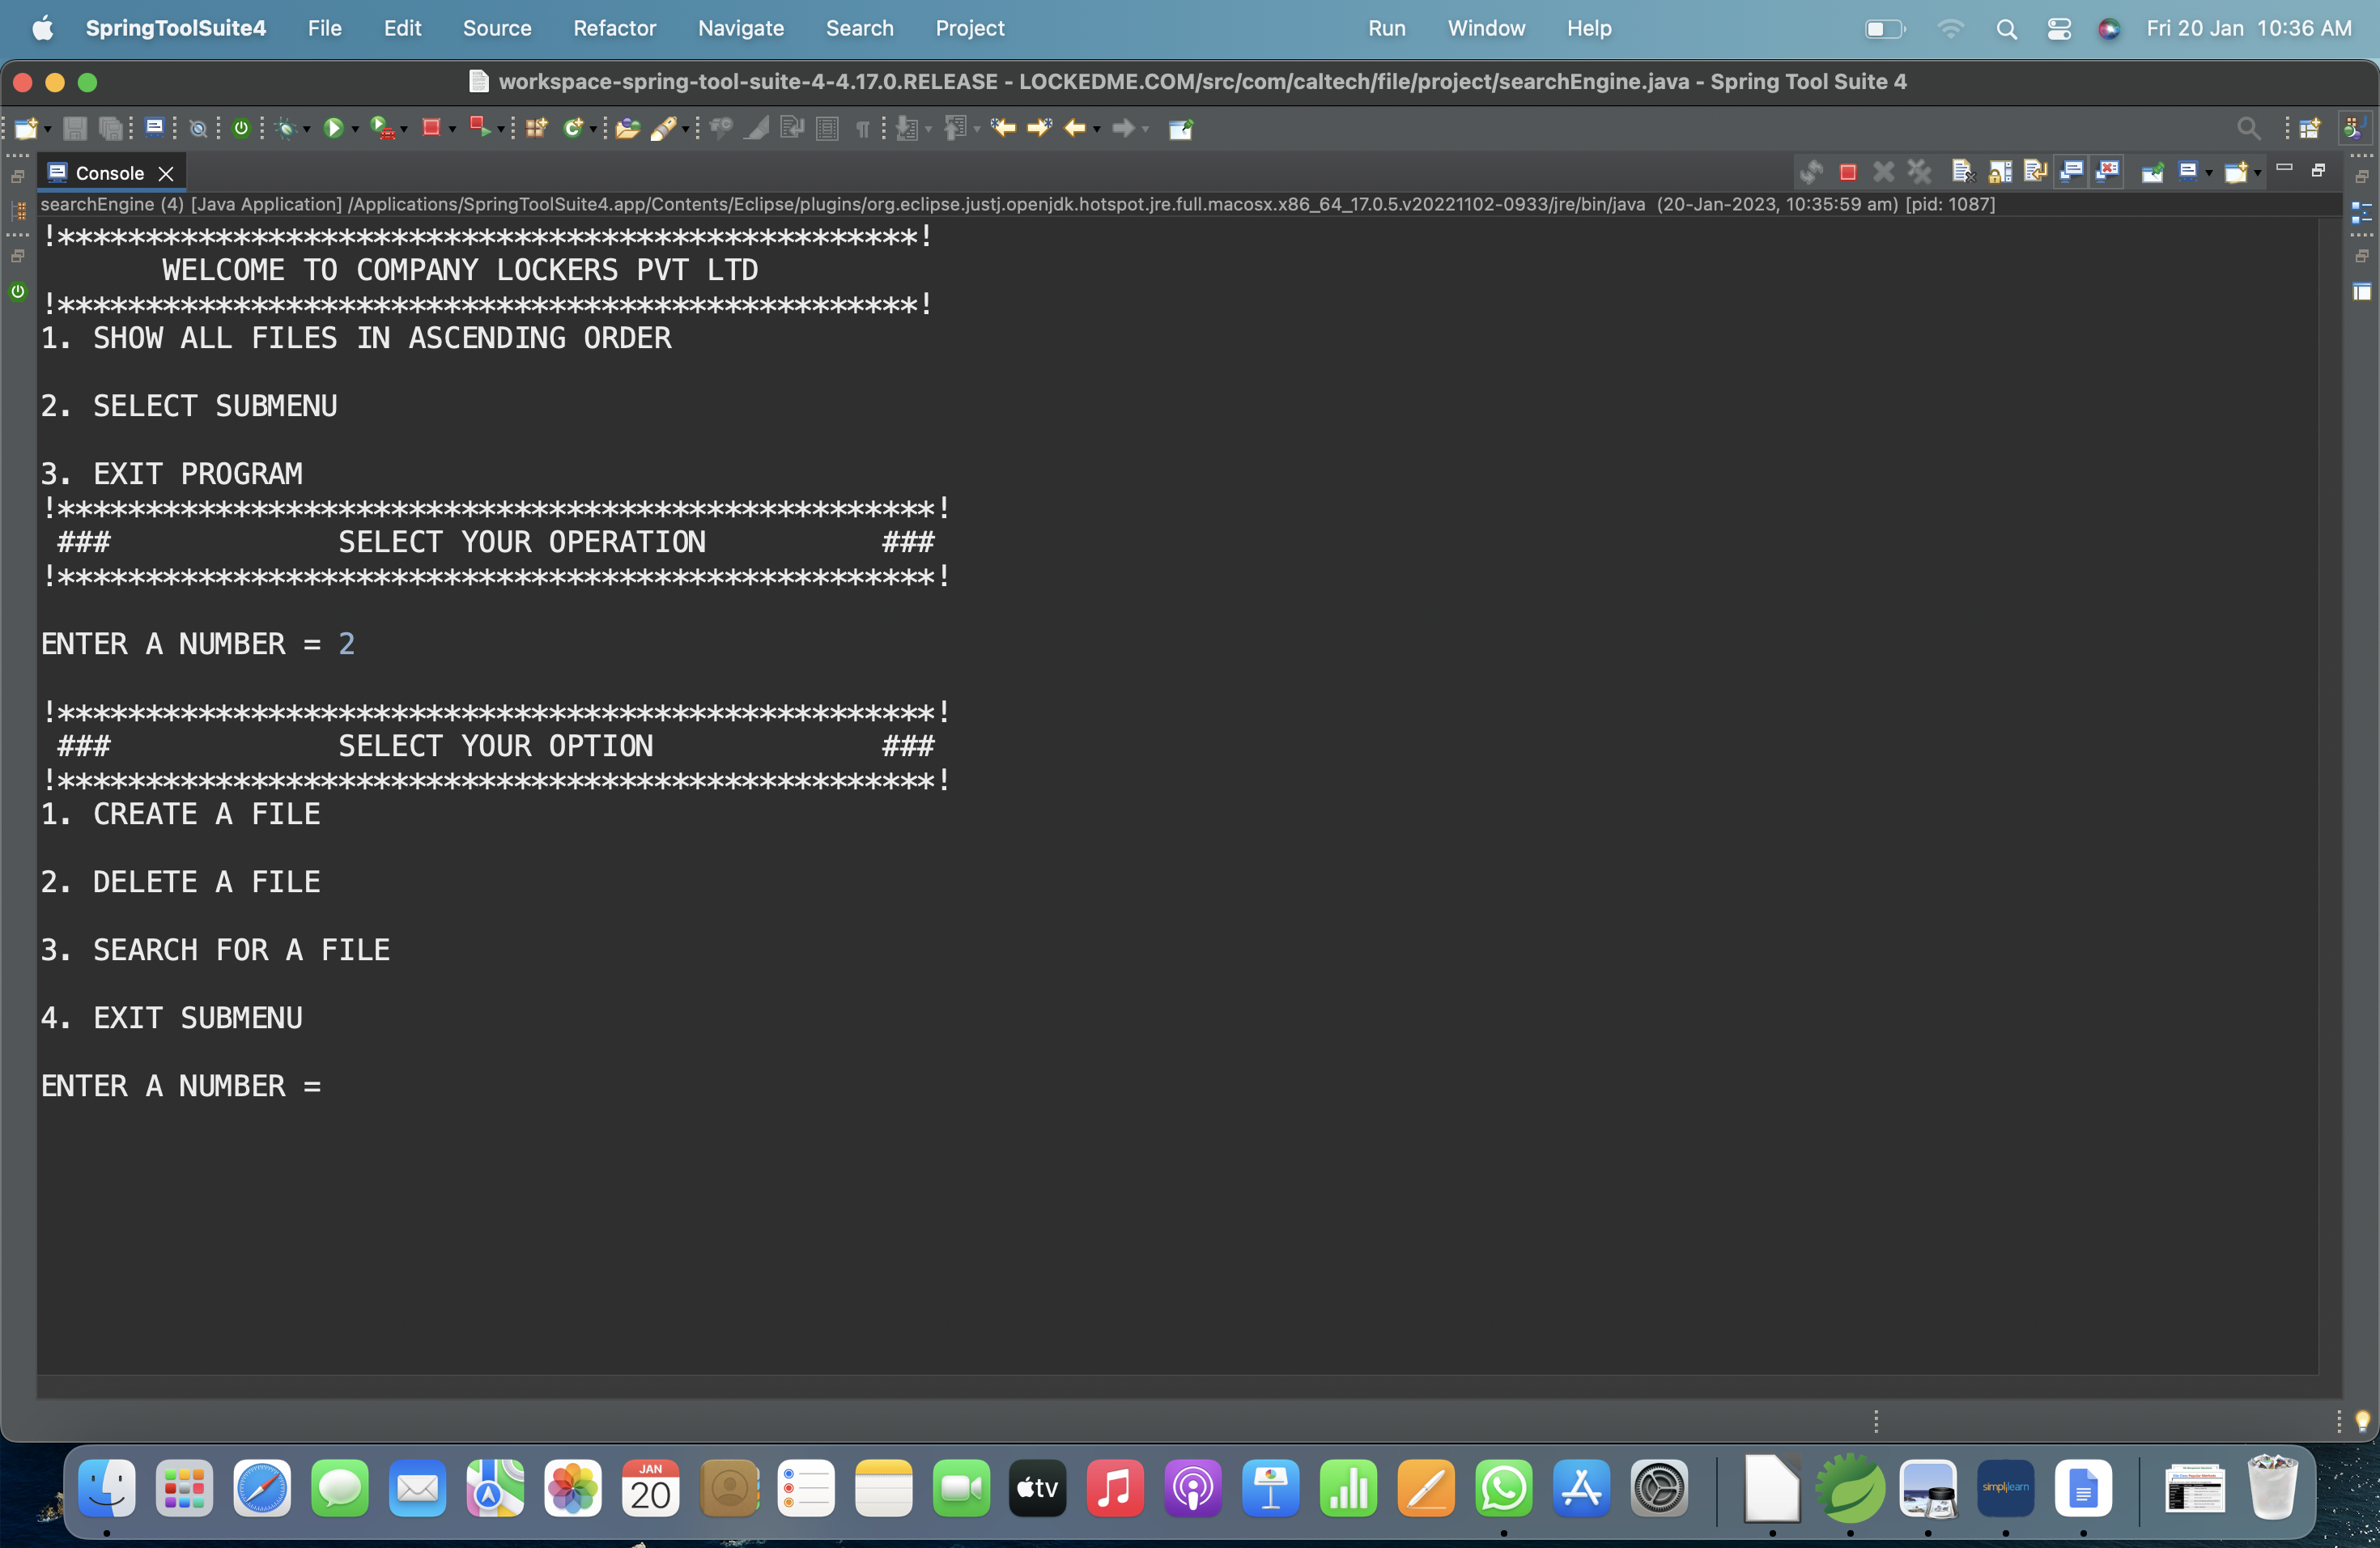 SpringToolSuite4 File Edit Source Refactor Navigate Search Project Run Window Help Fri 20 Jan 10:36 AM
workspace-spring-tool-suite-4-4.17.0.RELEASE - LOCKEDME.COM/src/com/caltech/file/project/searchEngine.java - Spring Tool Suite 4
Console
searchEngine (4) [Java Application] /Applications/SpringToolSuite4.app/Contents/Eclipse/plugins/org.eclipse.justj.openjdk.hotspot.jre.full.macosx.x86_64_17.0.5.v20221102-0933/jre/bin/java (20-Jan-2023, 10:35:59 am) [pid: 1087]
!*************************************************!
WELCOME TO COMPANY LOCKERS PVT LTD
!*************************************************!
1. SHOW ALL FILES IN ASCENDING ORDER
2. SELECT SUBMENU
3. EXIT PROGRAM
!**************************************************!
### SELECT YOUR OPERATION ###
!**************************************************!
ENTER A NUMBER = 2
!**************************************************!
### SELECT YOUR OPTION ###
!**************************************************!
1. CREATE A FILE
2. DELETE A FILE
3. SEARCH FOR A FILE
4. EXIT SUBMENU
ENTER A NUMBER =
JAN
20
tv
simplilearn